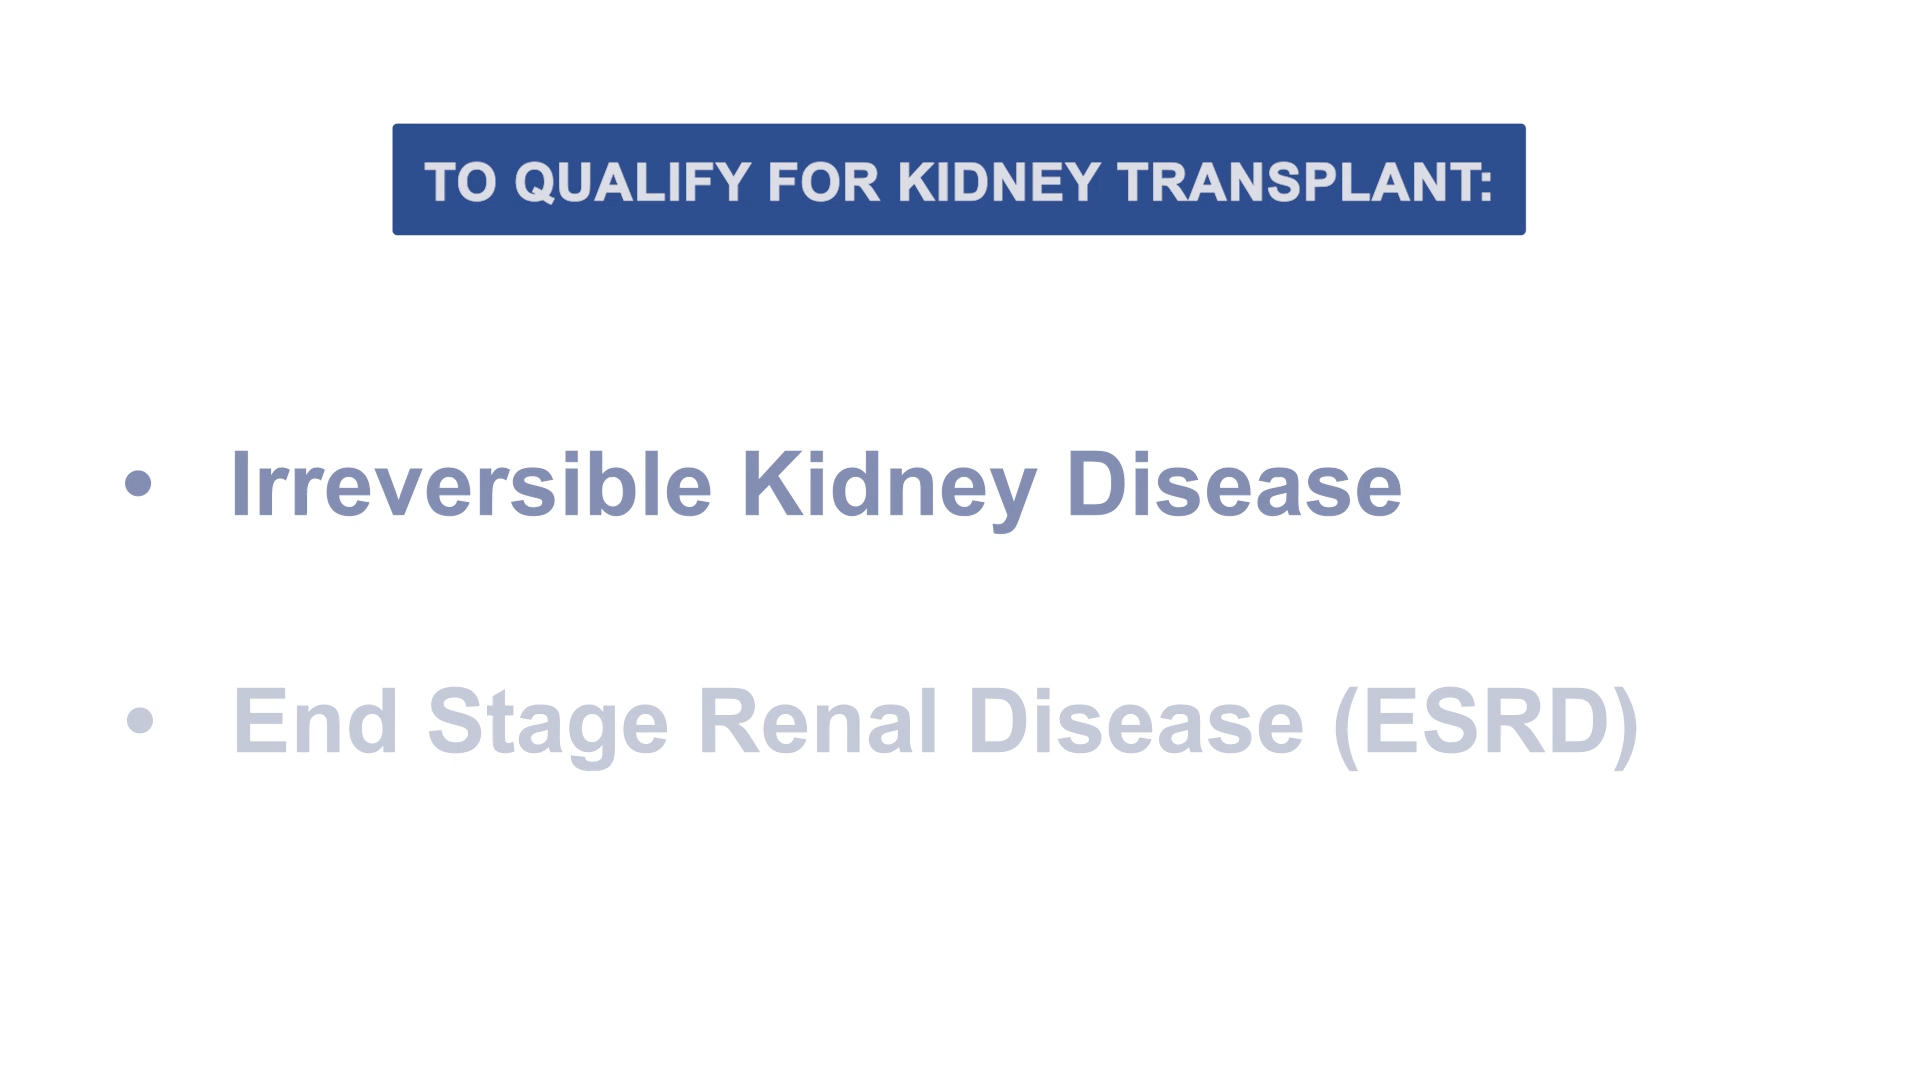 TO QUALIFY FOR KIDNEY TRANSPLANT:
• Irreversible Kidney Disease
• End Stage Renal Disease (ESRD)